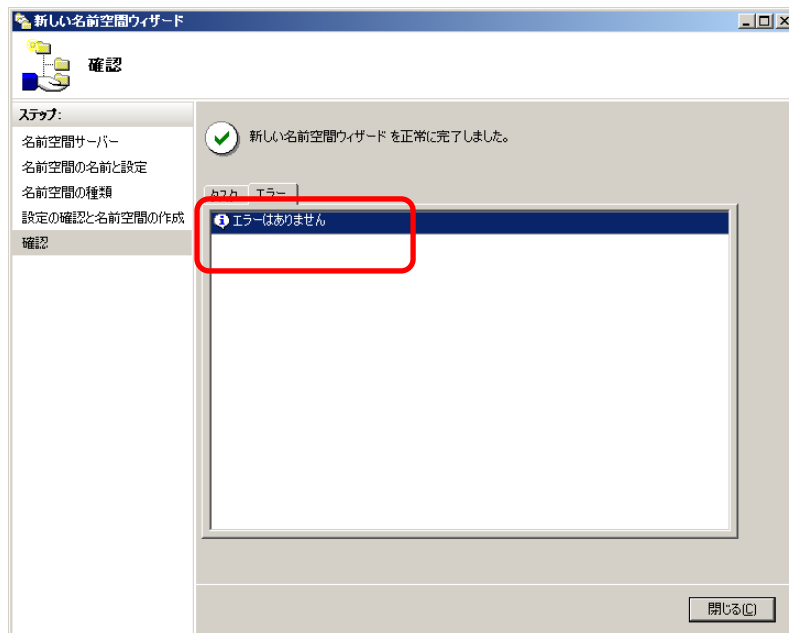 新しい名前空間ウィザード
確認
ステップ:
名前空間サーバー
名前空間の名前と設定
名前空間の種類
設定の確認と名前空間の作成
確認
新しい名前空間ウィザード を正常に完了しました。
タスク エラー
エラーはありません
閉じる(C)